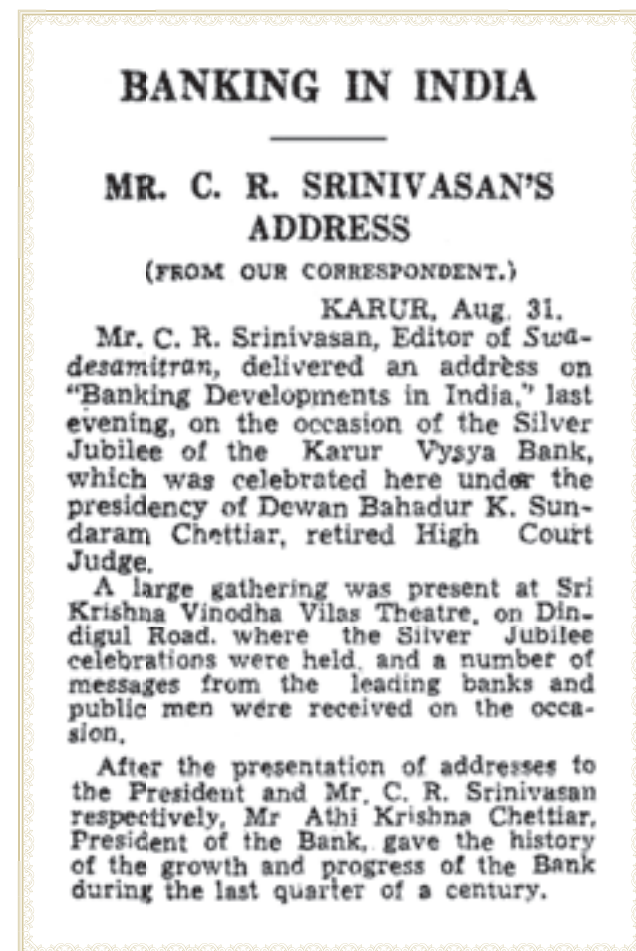 BANKING IN INDIA
MR. C. R. SRINIVASAN'S
ADDRESS
(FROM OUR CORRESPONDENT.)
KARUR, Aug. 31.
Mr. C. R. Srinivasan, Editor of Swa-
desamitran, delivered an address on
"Banking Developments in India," last
evening, on the occasion of the Silver
Jubilee of the Karur Vysya Bank,
which was celebrated here under the
presidency of Dewan Bahadur K. Sun-
daram Chettiar, retired High Court
Judge.
A large gathering was present at Sri
Krishna Vinodha Vilas Theatre, on Din-
digul Road, where the Silver Jubilee
celebrations were held, and a number of
messages from the leading banks and
public men were received on the occa-
sion.
After the presentation of addresses to
the President and Mr. C. R. Srinivasan
respectively, Mr Athi Krishna Chettiar,
President of the Bank, gave the history
of the growth and progress of the Bank
during the last quarter of a century.